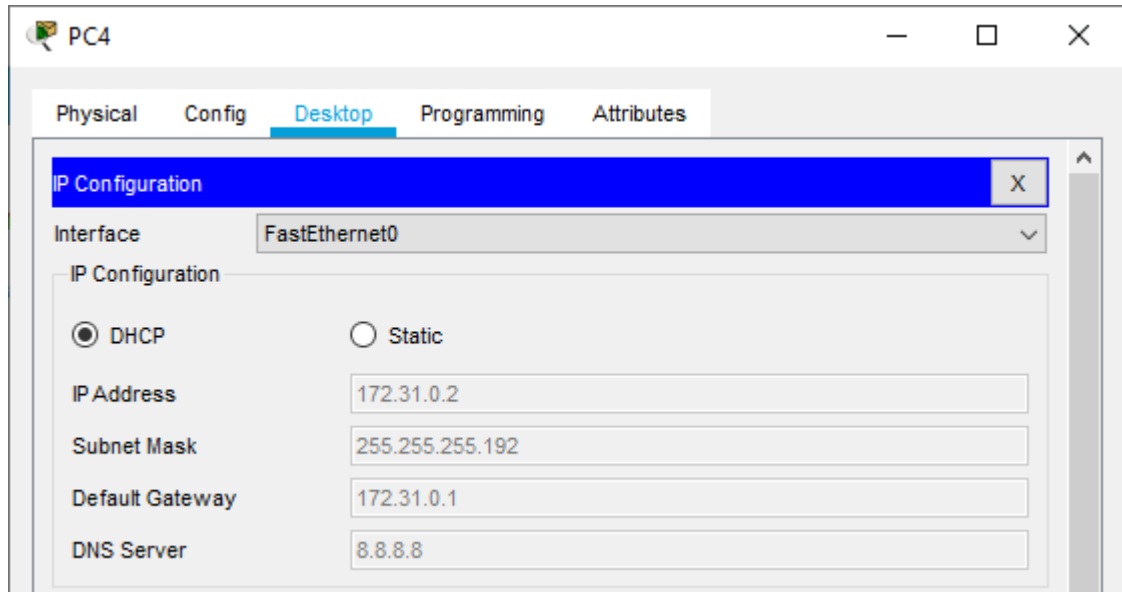 PC4
Physical Config Desktop Programming Attributes
IP Configuration X
Interface FastEthernet0
IP Configuration
DHCP Static
IP Address 172.31.0.2
Subnet Mask 255.255.255.192
Default Gateway 172.31.0.1
DNS Server 8.8.8.8